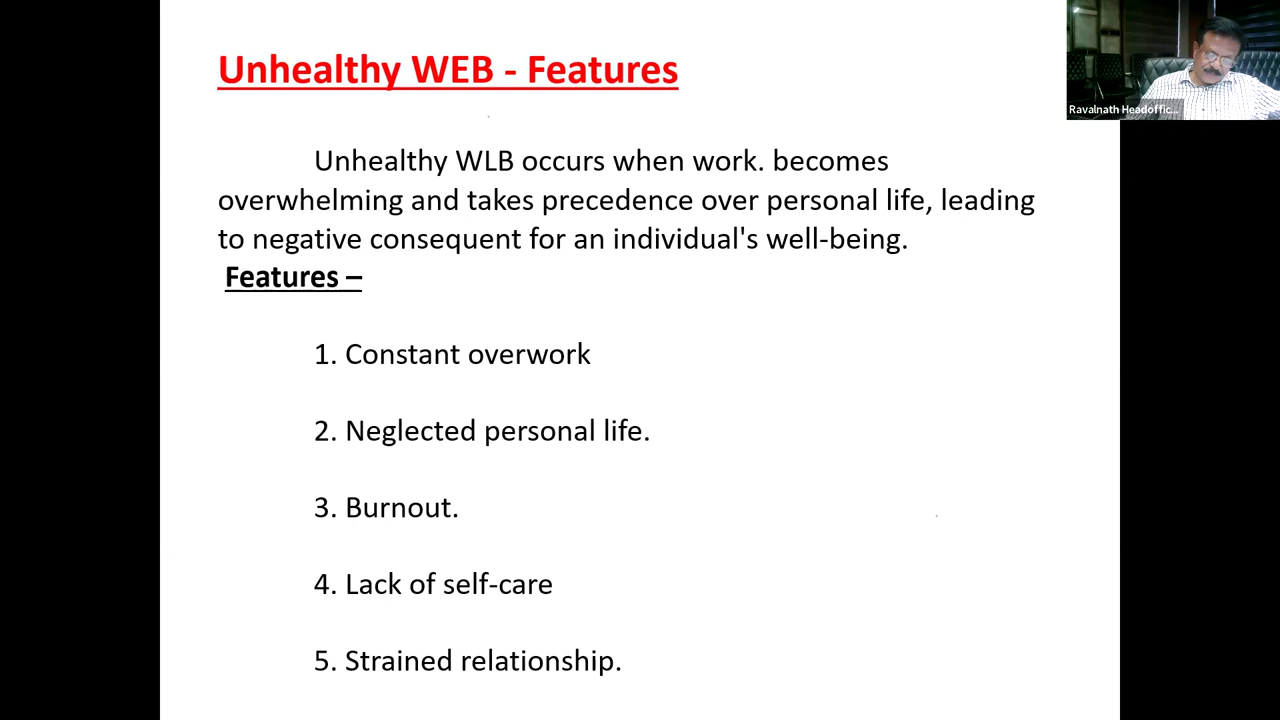 Unhealthy WEB - Features
Ravalnath Headoffic...
Unhealthy WLB occurs when work. becomes
overwhelming and takes precedence over personal life, leading
to negative consequent for an individual's well-being.
Features –
1. Constant overwork
2. Neglected personal life.
3. Burnout.
4. Lack of self-care
5. Strained relationship.